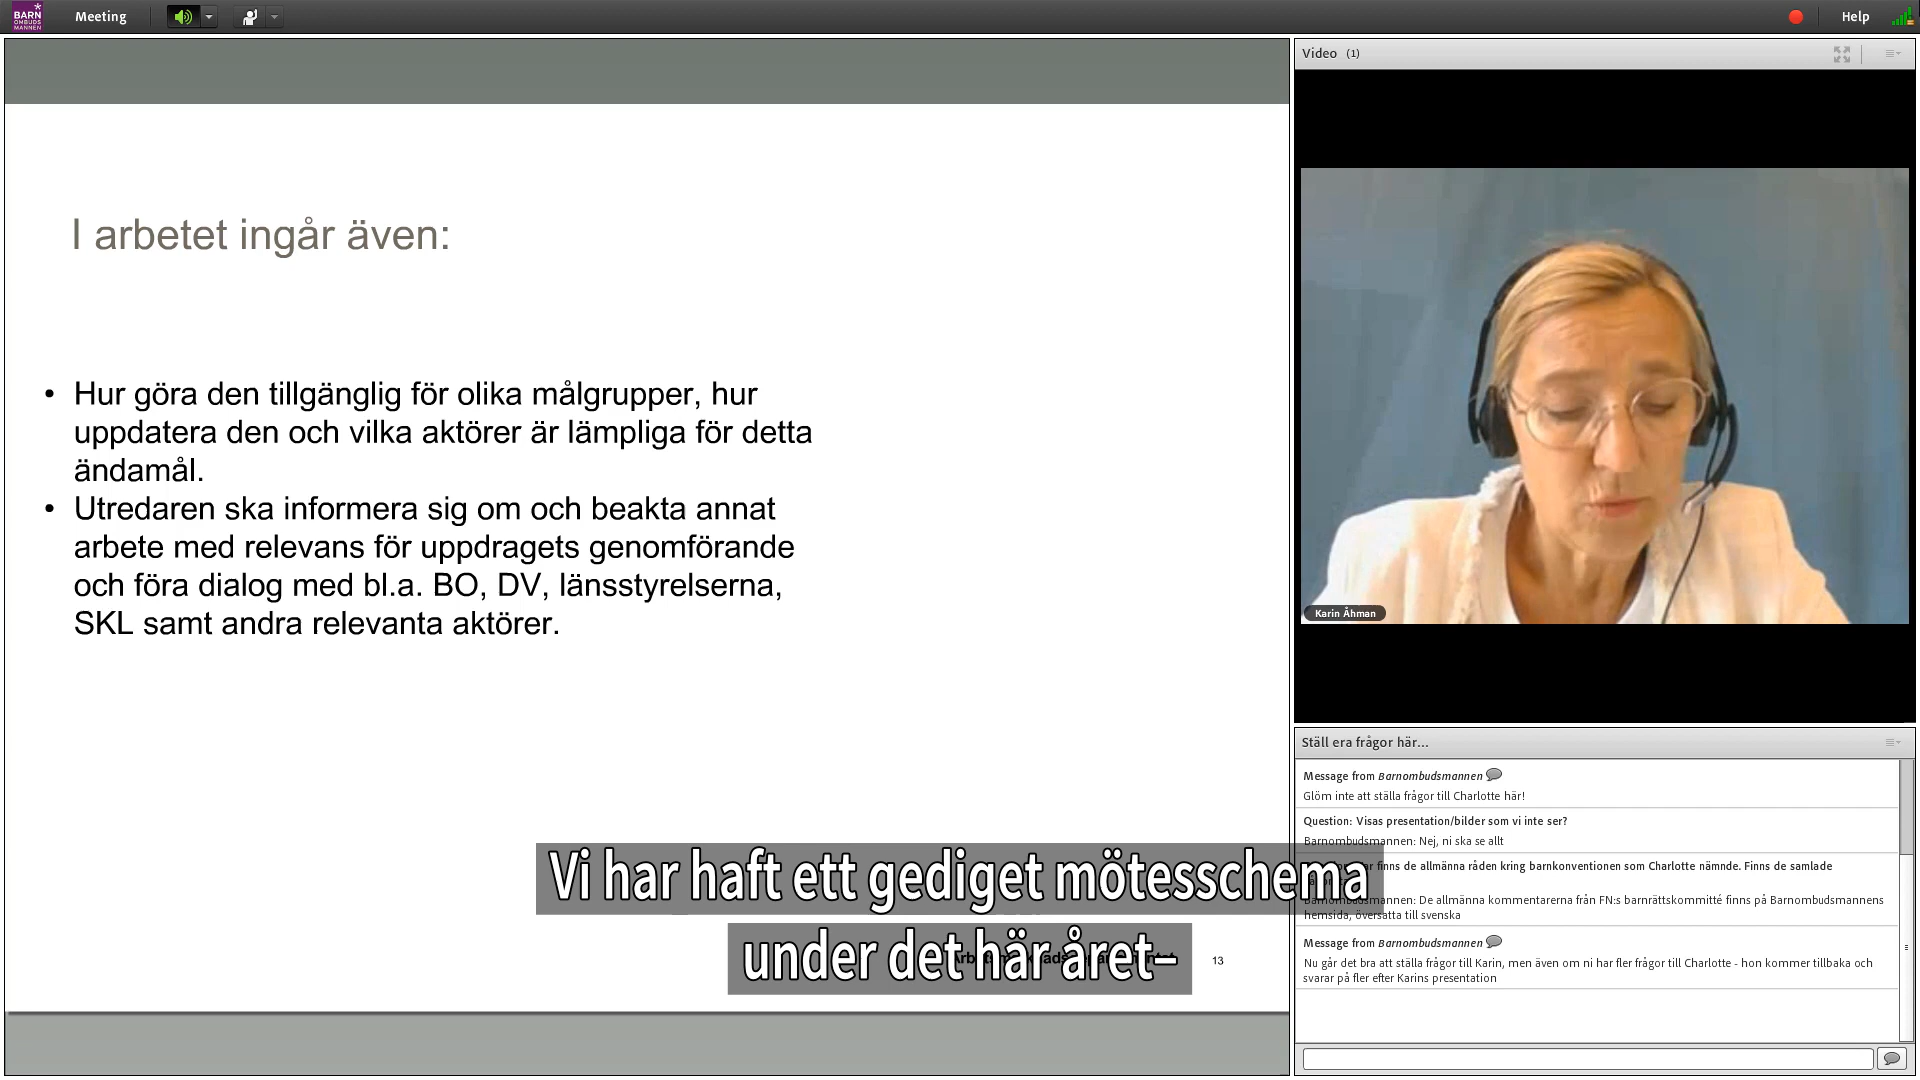 BARN
OMBUDS
MANNEN
Meeting
Help
I arbetet ingår även:
• Hur göra den tillgänglig för olika målgrupper, hur
uppdatera den och vilka aktörer är lämpliga för detta
ändamål.
• Utredaren ska informera sig om och beakta annat
arbete med relevans för uppdragets genomförande
och föra dialog med bl.a. BO, DV, länsstyrelserna,
SKL samt andra relevanta aktörer.
13
Vi har haft ett gediget mötesschema
under det här året–
Video (1)
Karin Åhman
Ställ era frågor här...
Message from Barnombudsmannen
Glöm inte att ställa frågor till Charlotte här!
Question: Visas presentation/bilder som vi inte ser?
Barnombudsmannen: Nej, ni ska se allt
finns de allmänna råden kring barnkonventionen som Charlotte nämnde. Finns de samlade
Barnombudsmannen: De allmänna kommentarerna från FN:s barnrättskommitté finns på Barnombudsmannens
hemsida, översatta till svenska
Message from Barnombudsmannen
Nu går det bra att ställa frågor till Karin, men även om ni har fler frågor till Charlotte - hon kommer tillbaka och
svarar på fler efter Karins presentation